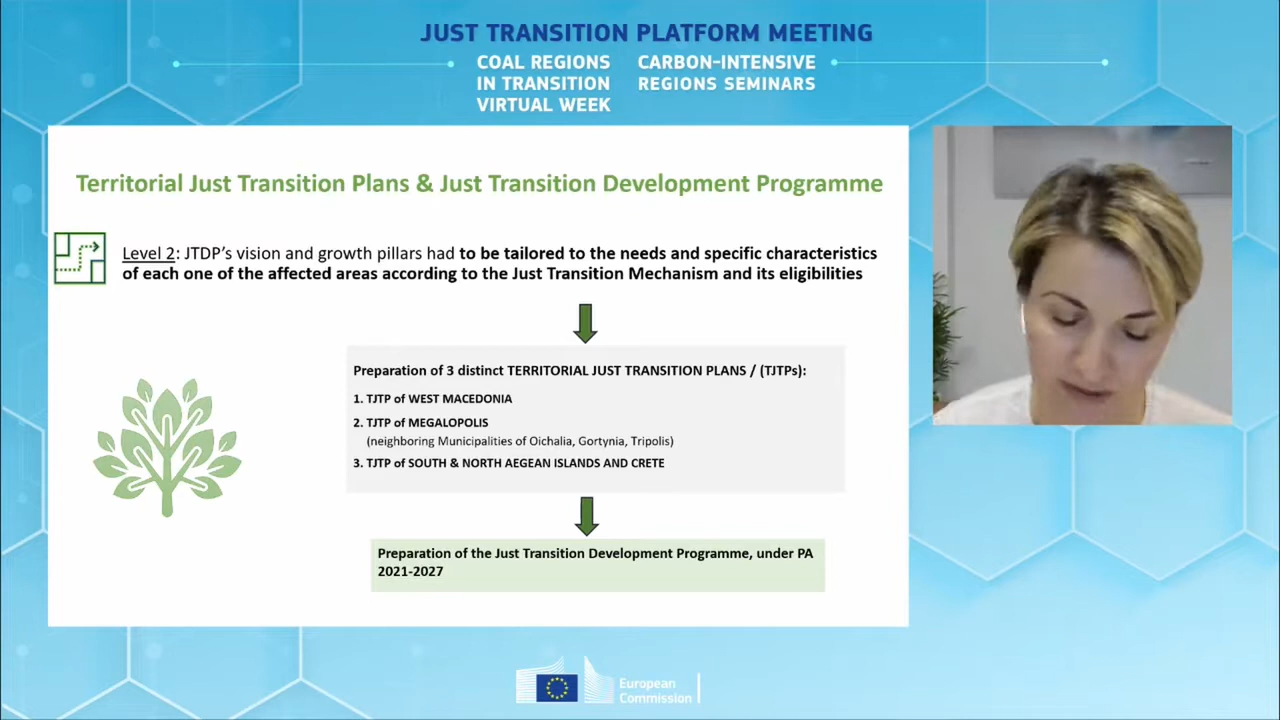 JUST TRANSITION PLATFORM MEETING
COAL REGIONS
IN TRANSITION
VIRTUAL WEEK
CARBON-INTENSIVE
REGIONS SEMINARS
Territorial Just Transition Plans & Just Transition Development Programme
Level 2: JTDP's vision and growth pillars had to be tailored to the needs and specific characteristics
of each one of the affected areas according to the Just Transition Mechanism and its eligibilities
Preparation of 3 distinct TERRITORIAL JUST TRANSITION PLANS / (TJTPs):
1. TJTP of WEST MACEDONIA
2. TJTP of MEGALOPOLIS
(neighboring Municipalities of Oichalia, Gortynia, Tripolis)
3. TJTP of SOUTH & NORTH AEGEAN ISLANDS AND CRETE
Preparation of the Just Transition Development Programme, under PA
2021-2027
European
Commission